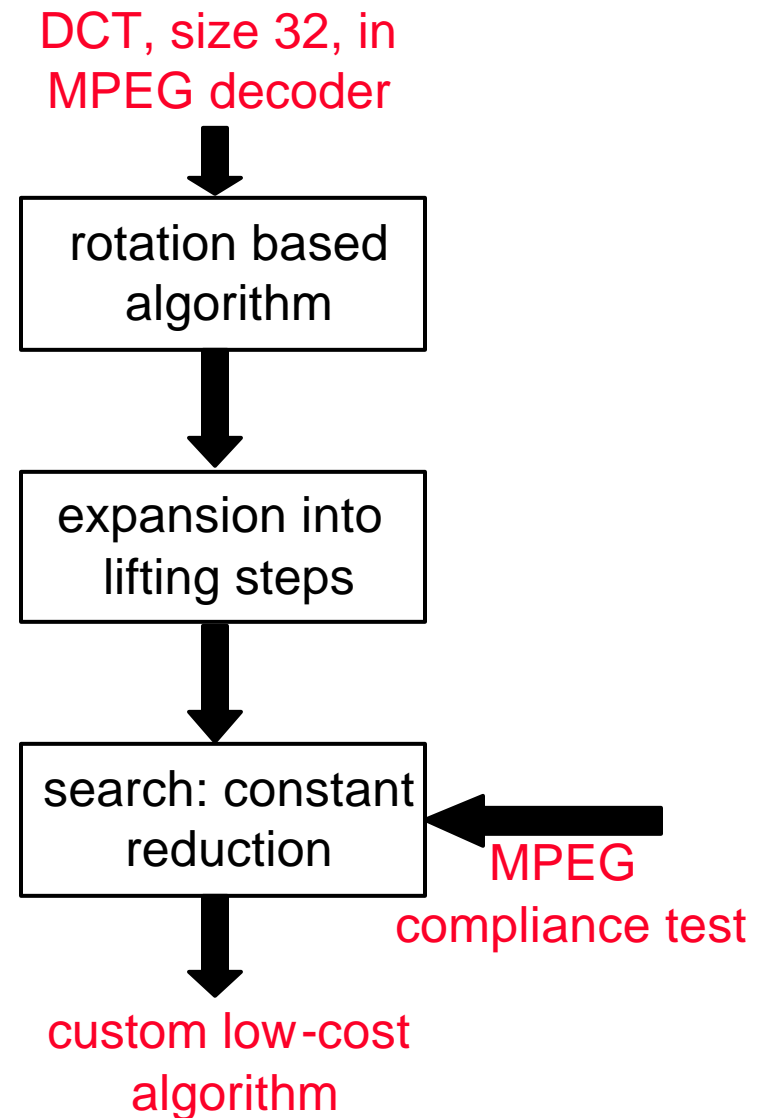 DCT, size 32, in
MPEG decoder
rotation based
algorithm
expansion into
lifting steps
search: constant
reduction
MPEG
compliance test
custom low-cost
algorithm